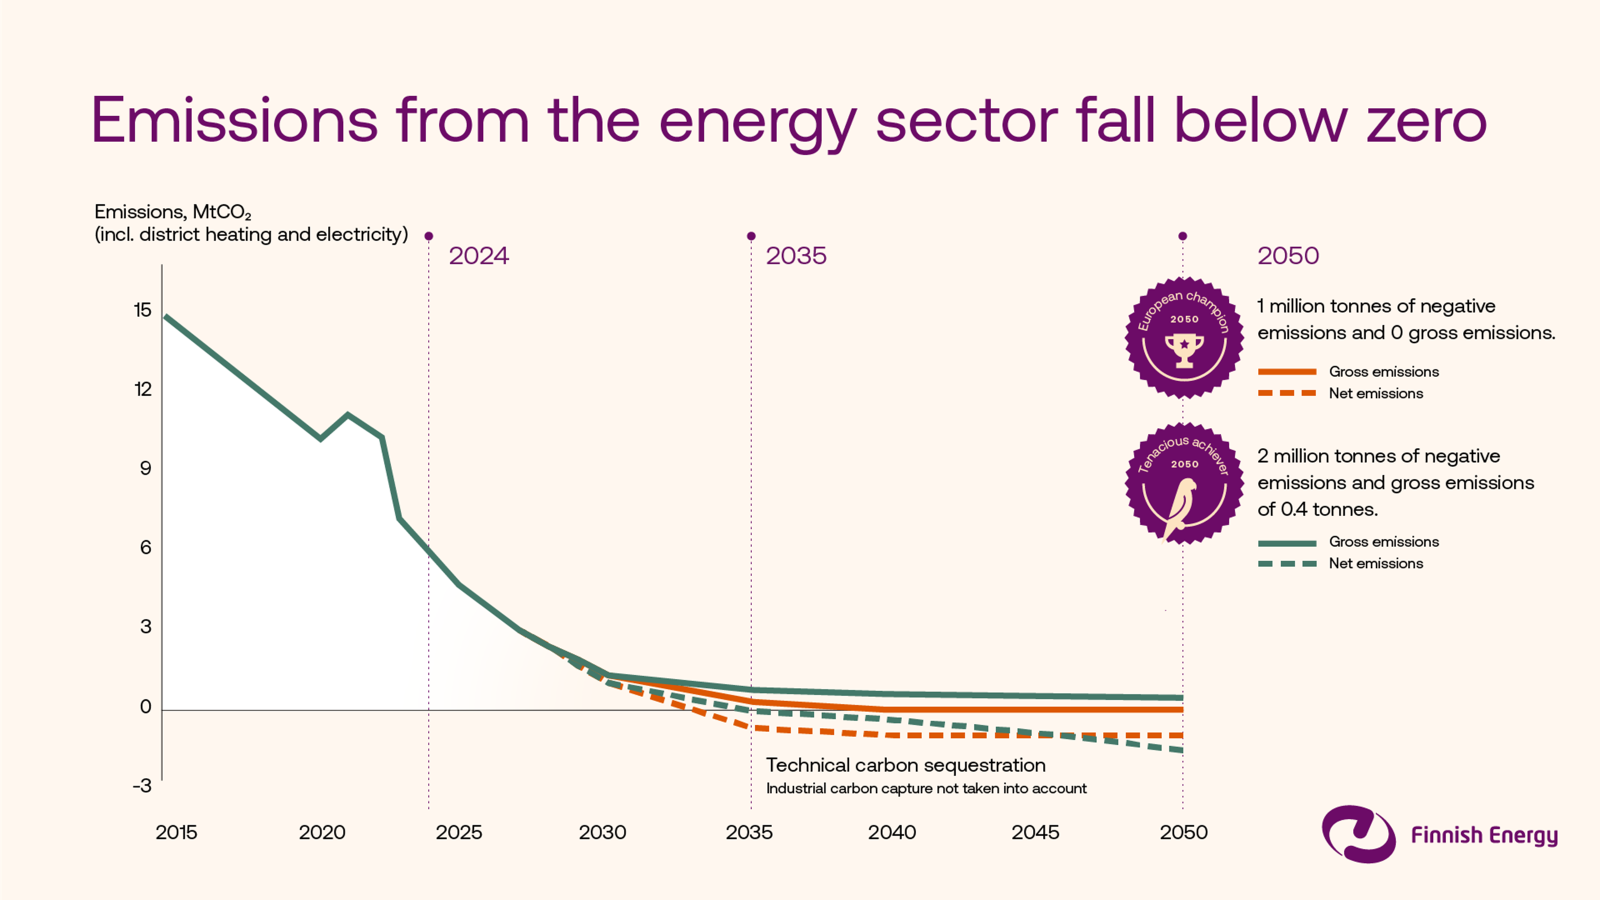 Emissions from the energy sector fall below zero
Emissions, MtCO₂
(incl. district heating and electricity)
2024
2035
2050
15
12
9
6
3
0
-3
European champion
2050
1 million tonnes of negative
emissions and 0 gross emissions.
Gross emissions
Net emissions
Tenacious achiever
2050
2 million tonnes of negative
emissions and gross emissions
of 0.4 tonnes.
Gross emissions
Net emissions
Technical carbon sequestration
Industrial carbon capture not taken into account
2015
2020
2025
2030
2035
2040
2045
2050
Finnish Energy